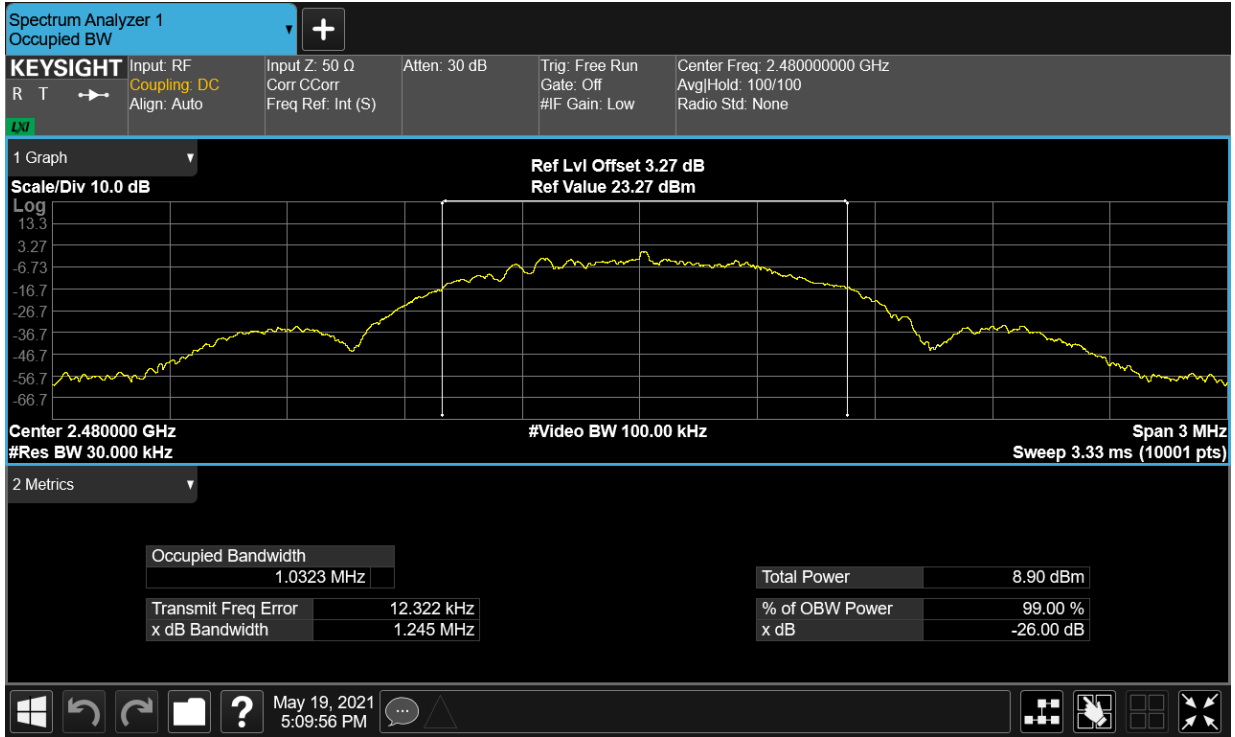 Spectrum Analyzer 1
Occupied BW
KEYSIGHT
R T
LXI
Input: RF
Coupling: DC
Align: Auto
Input Z: 50 Ω
Corr CCorr
Freq Ref: Int (S)
Atten: 30 dB
Trig: Free Run
Gate: Off
#IF Gain: Low
Center Freq: 2.480000000 GHz
Avg|Hold: 100/100
Radio Std: None
1 Graph
Scale/Div 10.0 dB
Ref Lvl Offset 3.27 dB
Ref Value 23.27 dBm
Log
13.3
3.27
-6.73
-16.7
-26.7
-36.7
-46.7
-56.7
-66.7
Center 2.480000 GHz
#Res BW 30.000 kHz
#Video BW 100.00 kHz
Span 3 MHz
Sweep 3.33 ms (10001 pts)
2 Metrics
Occupied Bandwidth
1.0323 MHz
Transmit Freq Error 12.322 kHz
x dB Bandwidth 1.245 MHz
Total Power 8.90 dBm
% of OBW Power 99.00 %
x dB -26.00 dB
?
May 19, 2021
5:09:56 PM